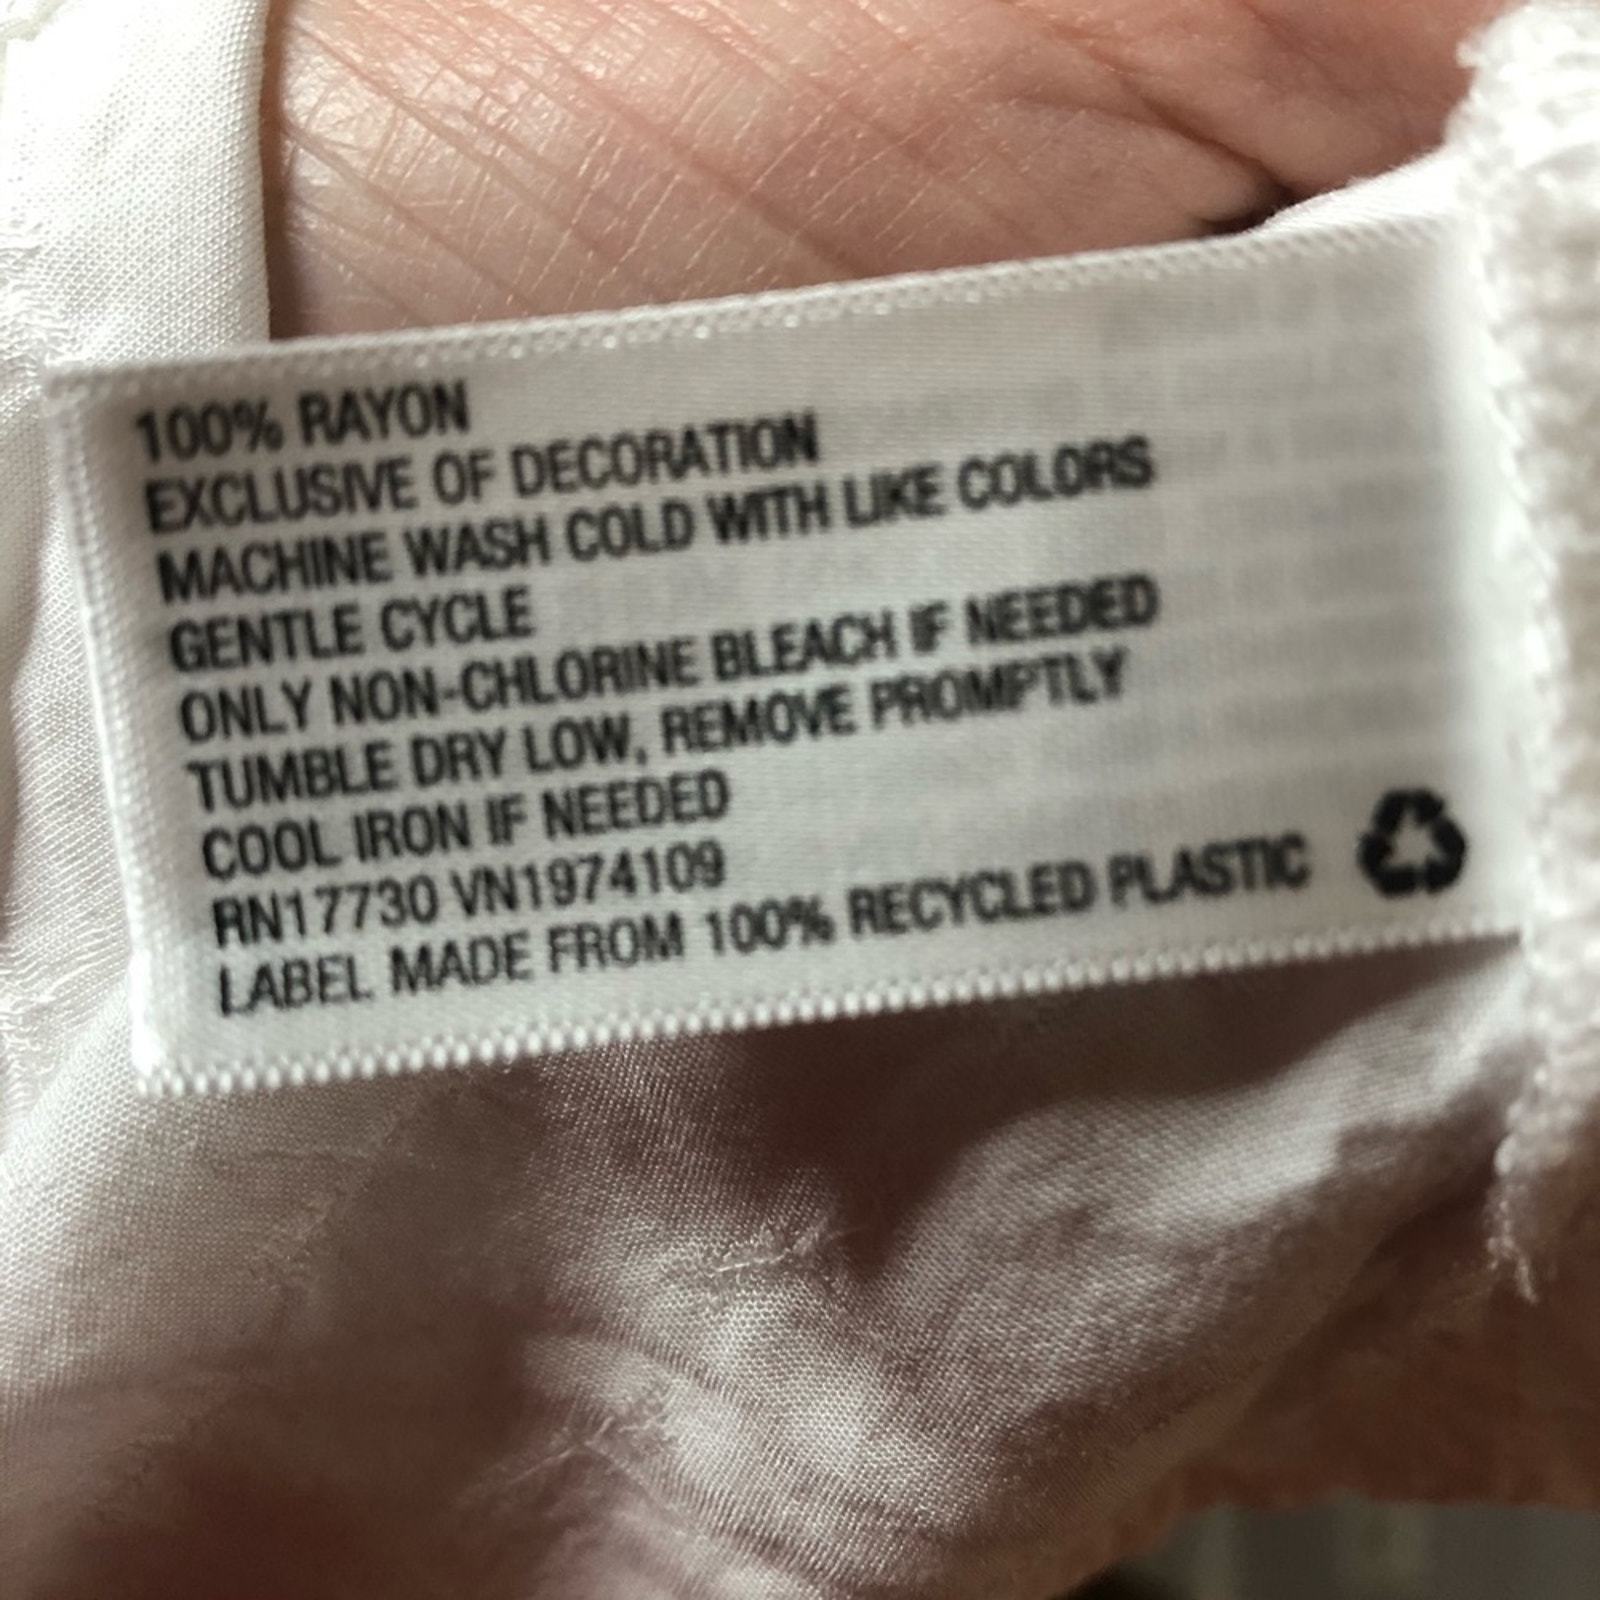 100% RAYON
EXCLUSIVE OF DECORATION
MACHINE WASH COLD WITH LIKE COLORS
GENTLE CYCLE
ONLY NON-CHLORINE BLEACH IF NEEDED
TUMBLE DRY LOW, REMOVE PROMPTLY
COOL IRON IF NEEDED
RN17730 VN1974109
LABEL MADE FROM 100% RECYCLED PLASTIC